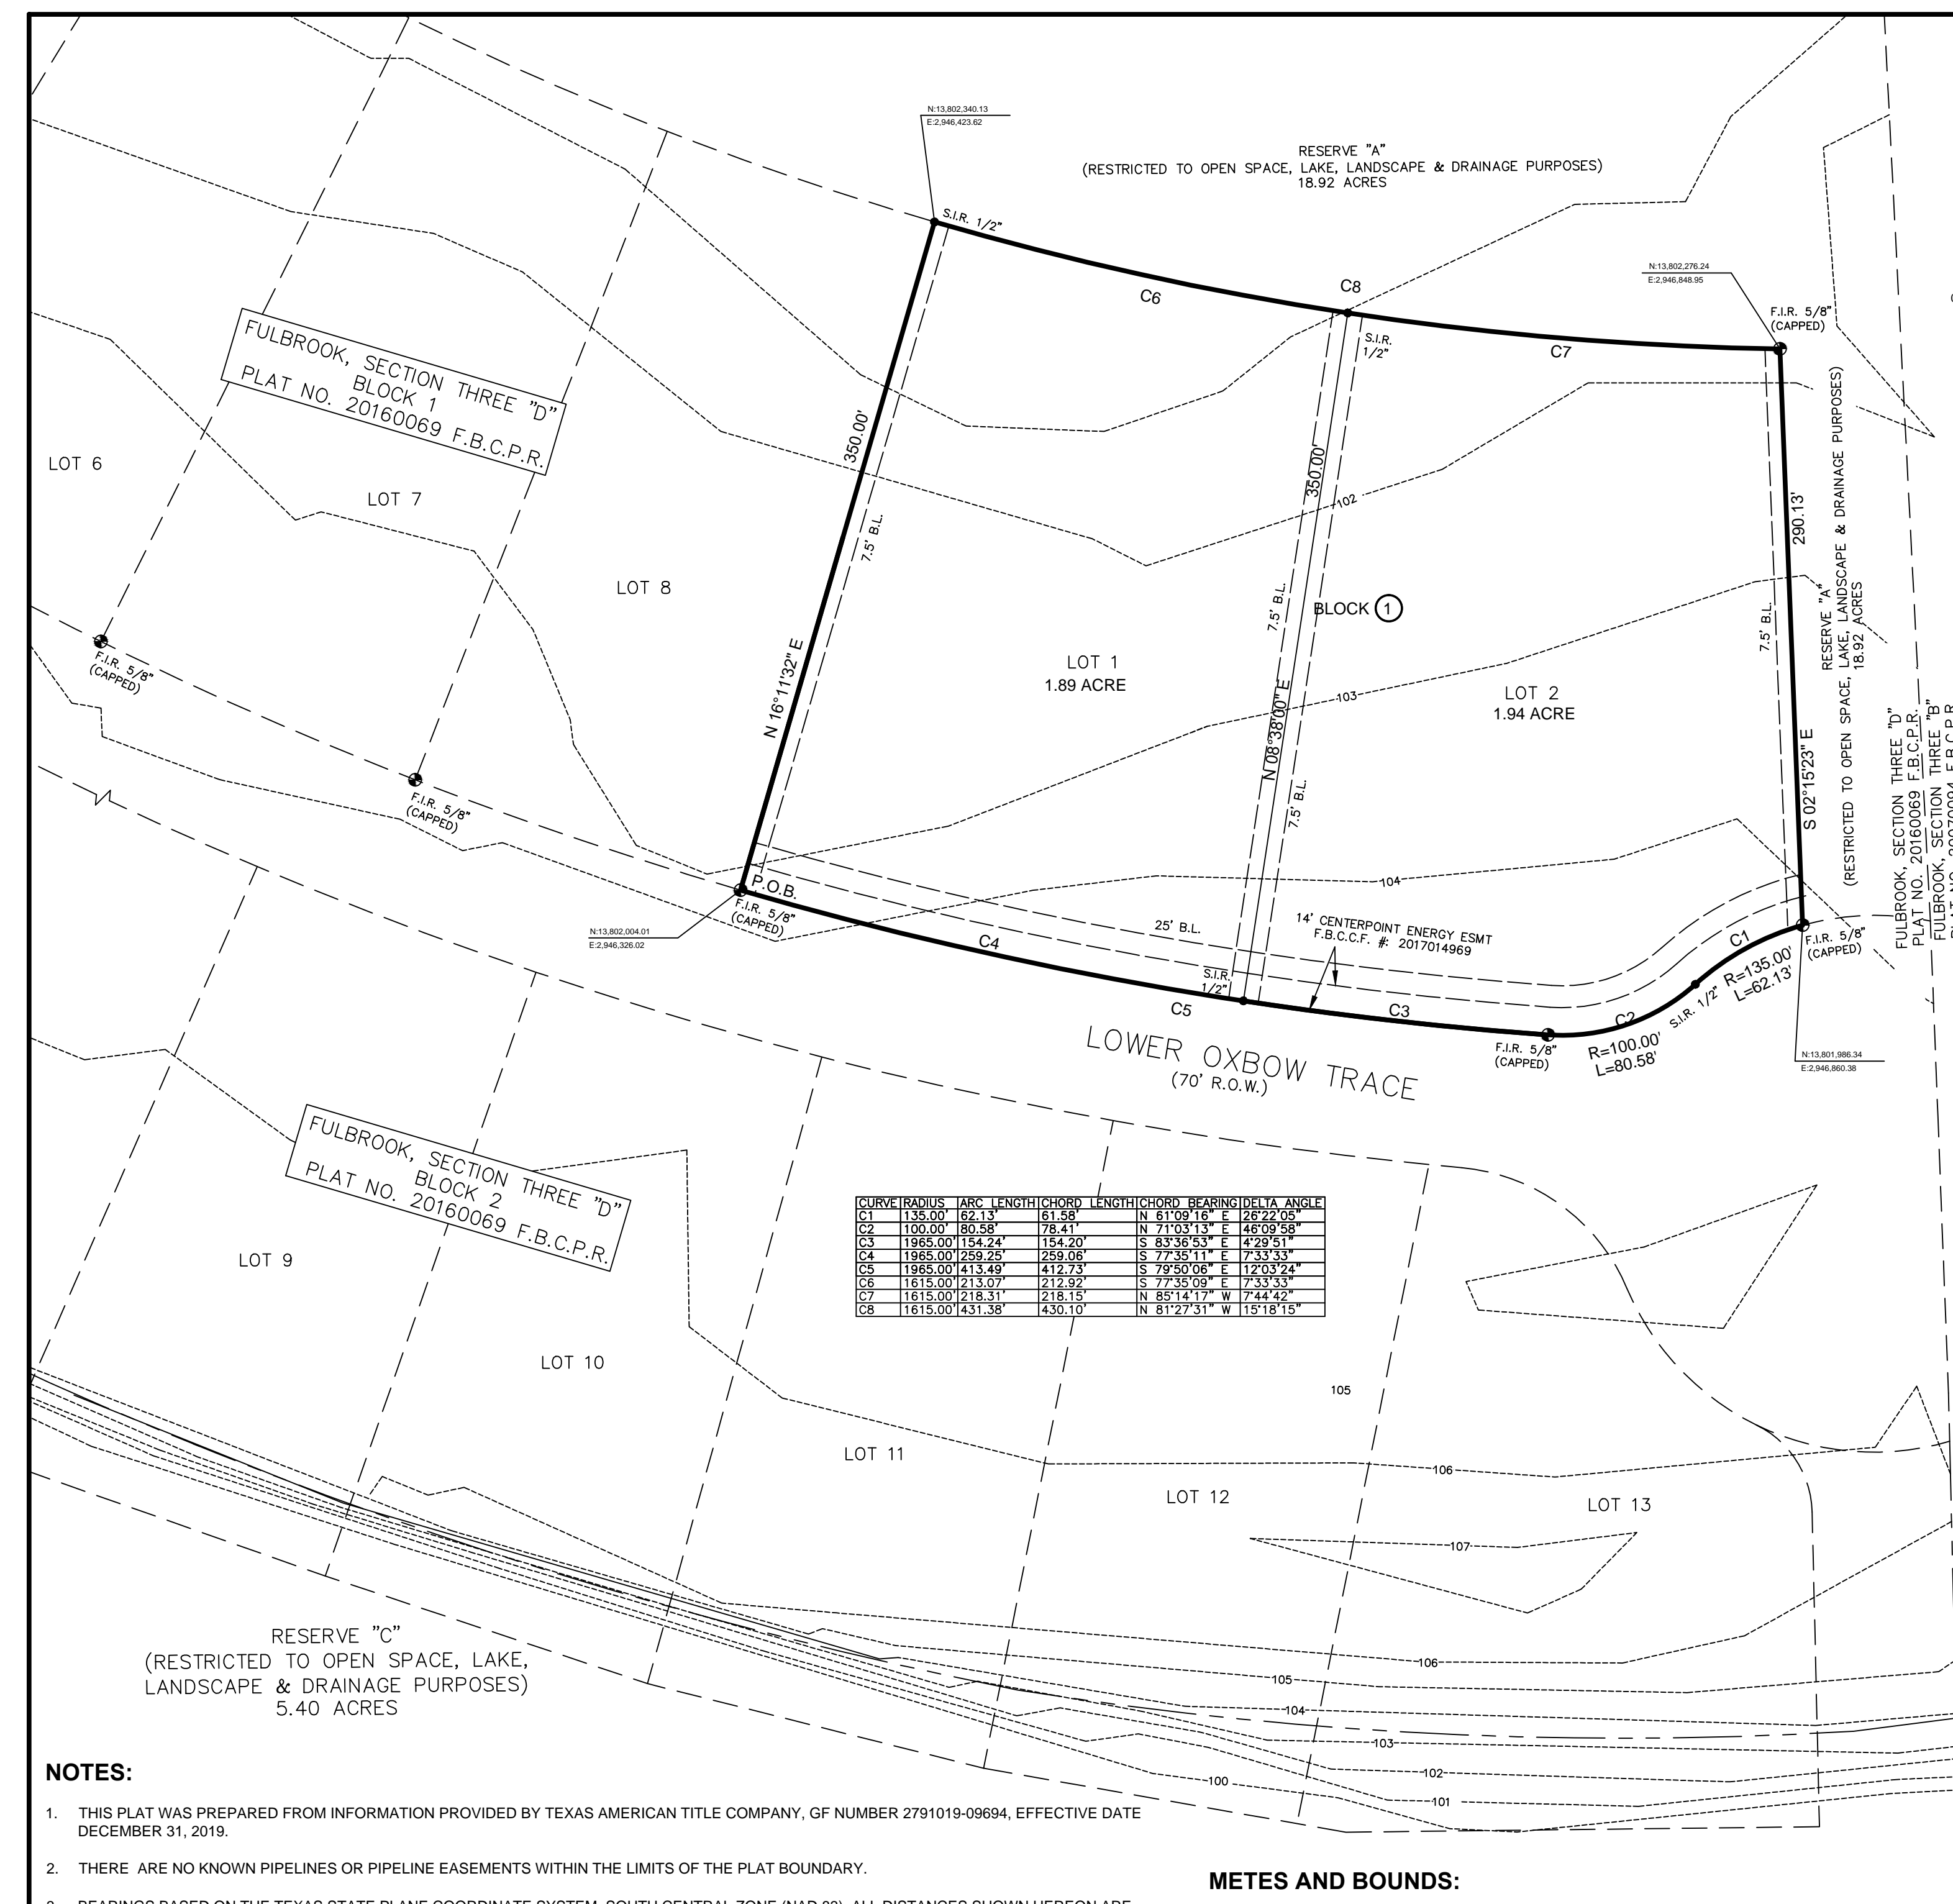 N:13,802,340.13
E:2,946,423.62
RESERVE "A"
(RESTRICTED TO OPEN SPACE, LAKE, LANDSCAPE & DRAINAGE PURPOSES)
18.92 ACRES
S.I.R. 1/2"
N:13,802,276.24
E:2,946,848.95
F.I.R. 5/8"
(CAPPED)
C6
C8
S.I.R.
1/2"
C7
FULBROOK, SECTION THREE "D"
BLOCK 1
PLAT NO. 20160069 F.B.C.P.R.
LOT 6
LOT 7
LOT 8
350.00'
7.5' B.L.
N 16°11'32" E
350.00'
102
7.5' B.L.
BLOCK 1
LOT 1
1.89 ACRE
103
N 08°38'00" E
7.5' B.L.
LOT 2
1.94 ACRE
290.13'
7.5' B.L.
S 02°15'23" E
RESERVE "A"
(RESTRICTED TO OPEN SPACE, LAKE, LANDSCAPE & DRAINAGE PURPOSES)
18.92 ACRES
FULBROOK, SECTION THREE "D"
PLAT NO. 20160069 F.B.C.P.R.
FULBROOK, SECTION THREE "B"
F.I.R. 5/8"
(CAPPED)
F.I.R. 5/8"
(CAPPED)
P.O.B.
F.I.R. 5/8"
(CAPPED)
N:13,802,004.01
E:2,946,326.02
104
25' B.L.
14' CENTERPOINT ENERGY ESMT
F.B.C.C.F. #: 2017014969
C4
S.I.R.
1/2"
C5
C3
F.I.R. 5/8"
(CAPPED)
C2
R=100.00'
L=80.58'
S.I.R. 1/2"
C1
R=135.00'
L=62.13'
F.I.R. 5/8"
(CAPPED)
N:13,801,986.34
E:2,946,860.38
LOWER OXBOW TRACE
(70' R.O.W.)
FULBROOK, SECTION THREE "D"
BLOCK 2
PLAT NO. 20160069 F.B.C.P.R.
CURVE RADIUS ARC LENGTH CHORD LENGTH CHORD BEARING DELTA ANGLE
C1 135.00' 62.13' 61.58' N 61°09'16" E 26°22'05"
C2 100.00' 80.58' 78.41' N 71°03'13" E 46°09'58"
C3 1965.00' 154.24' 154.20' S 83°36'53" E 4°29'51"
C4 1965.00' 259.25' 259.06' S 77°35'11" E 7°33'33"
C5 1965.00' 413.49' 412.73' S 79°50'06" E 12°03'24"
C6 1615.00' 213.07' 212.92' S 77°35'09" E 7°33'33"
C7 1615.00' 218.31' 218.15' N 85°14'17" W 7°44'42"
C8 1615.00' 431.38' 430.10' N 81°27'31" W 15°18'15"
LOT 9
LOT 10
LOT 11
LOT 12
LOT 13
105
106
107
106
105
104
103
102
101
100
RESERVE "C"
(RESTRICTED TO OPEN SPACE, LAKE,
LANDSCAPE & DRAINAGE PURPOSES)
5.40 ACRES
NOTES:
1. THIS PLAT WAS PREPARED FROM INFORMATION PROVIDED BY TEXAS AMERICAN TITLE COMPANY, GF NUMBER 2791019-09694, EFFECTIVE DATE
DECEMBER 31, 2019.
2. THERE ARE NO KNOWN PIPELINES OR PIPELINE EASEMENTS WITHIN THE LIMITS OF THE PLAT BOUNDARY.
METES AND BOUNDS: